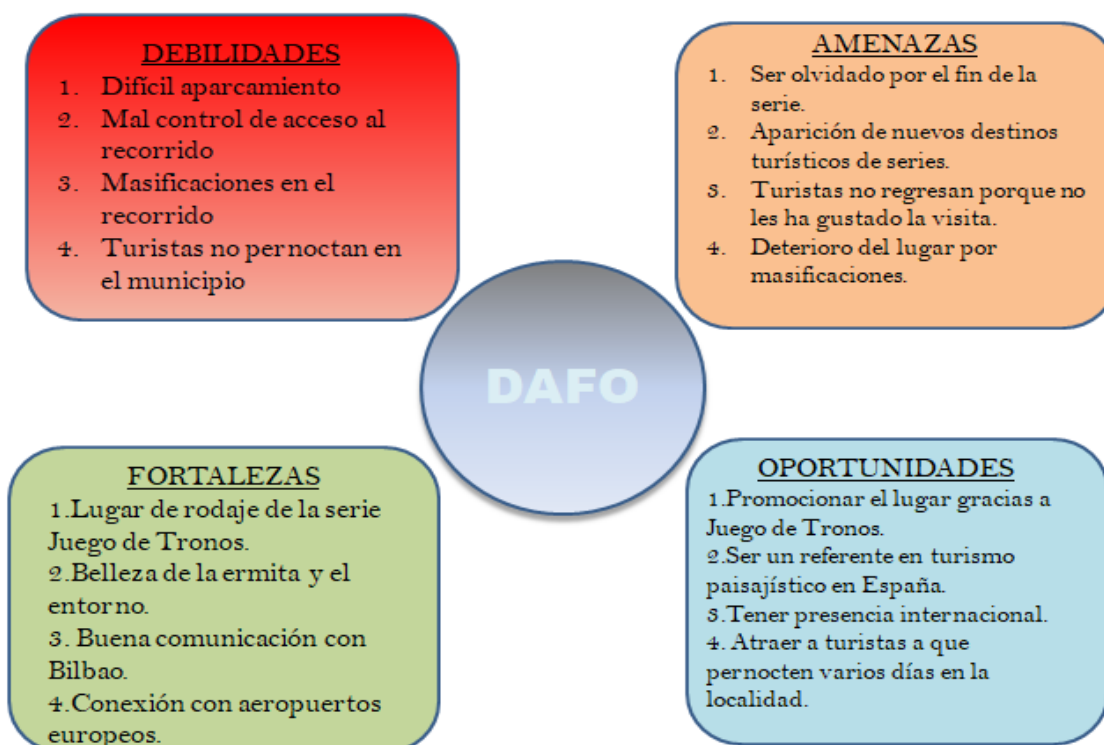 DEBILIDADES
1. Difícil aparcamiento
2. Mal control de acceso al
recorrido
3. Masificaciones en el
recorrido
4. Turistas no pernoctan en
el municipio
AMENAZAS
1. Ser olvidado por el fin de la
serie.
2. Aparición de nuevos destinos
turísticos de series.
3. Turistas no regresan porque no
les ha gustado la visita.
4. Deterioro del lugar por
masificaciones.
DAFO
FORTALEZAS
1.Lugar de rodaje de la serie
Juego de Tronos.
2.Belleza de la ermita y el
entorno.
3. Buena comunicación con
Bilbao.
4.Conexión con aeropuertos
europeos.
OPORTUNIDADES
1.Promocionar el lugar gracias a
Juego de Tronos.
2.Ser un referente en turismo
paisajístico en España.
3.Tener presencia internacional.
4. Atraer a turistas a que
pernocten varios días en la
localidad.